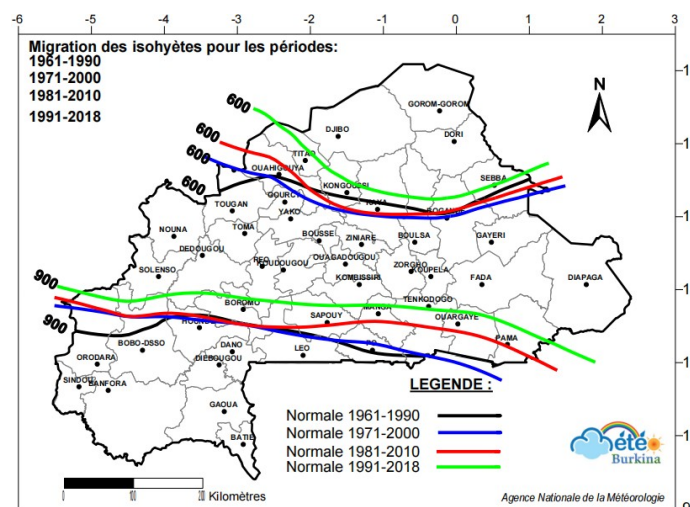 -6 -5 -4 -3 -2 -1 0 1 2 3
Migration des isohyètes pour les périodes:
1961-1990
1971-2000
1981-2010
1991-2018
N
600
600
600
600
GOROM-GOROM
DJIBO
DORI
TITAO
OUAHIGOUYA
SEBBA
KONGOUSSI
GOURCY
KAYA
TOUGAN
YAKO
BOGANDE
TOMA
NOUNA
BOUSSE
ZINIARE
BOULSA
GAYERI
DEDOUGOU
REO
KOUDOUGOU
OUAGADOUGOU
ZORGHO
KOUPELA
SOLENSO
KOMBISSIRI
FADA
DIAPAGA
900
900
BOROMO
TENKODOGO
MANGA
SAPOUY
OUARGAYE
HOUNDE
PAMA
BOBO-DSSO
DANO
LEO
PO
ORODARA
DIEBOUGOU
SINDOU
BANFORA
GAOUA
BATIE
LEGENDE :
Normale 1961-1990
Normale 1971-2000
Normale 1981-2010
Normale 1991-2018
Météo
Burkina
0 100 200 Kilomètres
Agence Nationale de la Météorologie